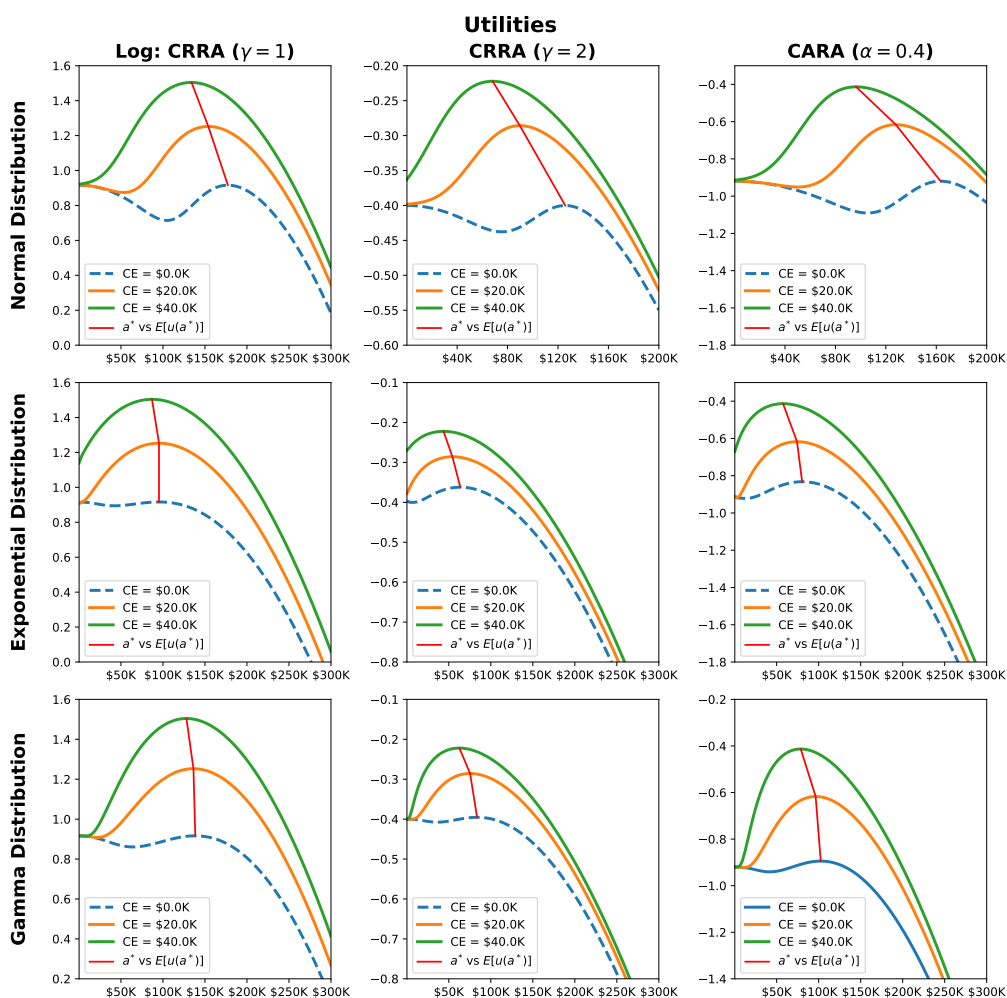 Utilities
Log: CRRA (γ = 1)
CRRA (γ = 2)
CARA (α = 0.4)
Normal Distribution
1.6
1.4
1.2
1.0
0.8
0.6
0.4
0.2
0.0
CE = $0.0K
CE = $20.0K
CE = $40.0K
a* vs E[u(a*)]
$50K $100K $150K $200K $250K $300K
−0.20
−0.25
−0.30
−0.35
−0.40
−0.45
−0.50
−0.55
−0.60
CE = $0.0K
CE = $20.0K
CE = $40.0K
a* vs E[u(a*)]
$40K $80K $120K $160K $200K
−0.4
−0.6
−0.8
−1.0
−1.2
−1.4
−1.6
−1.8
CE = $0.0K
CE = $20.0K
CE = $40.0K
a* vs E[u(a*)]
$40K $80K $120K $160K $200K
Exponential Distribution
1.6
1.4
1.2
1.0
0.8
0.6
0.4
0.2
0.0
CE = $0.0K
CE = $20.0K
CE = $40.0K
a* vs E[u(a*)]
$50K $100K $150K $200K $250K $300K
−0.1
−0.2
−0.3
−0.4
−0.5
−0.6
−0.7
−0.8
CE = $0.0K
CE = $20.0K
CE = $40.0K
a* vs E[u(a*)]
$50K $100K $150K $200K $250K $300K
−0.4
−0.6
−0.8
−1.0
−1.2
−1.4
−1.6
−1.8
CE = $0.0K
CE = $20.0K
CE = $40.0K
a* vs E[u(a*)]
$50K $100K $150K $200K $250K $300K
Gamma Distribution
1.6
1.4
1.2
1.0
0.8
0.6
0.4
0.2
CE = $0.0K
CE = $20.0K
CE = $40.0K
a* vs E[u(a*)]
$50K $100K $150K $200K $250K $300K
−0.1
−0.2
−0.3
−0.4
−0.5
−0.6
−0.7
−0.8
CE = $0.0K
CE = $20.0K
CE = $40.0K
a* vs E[u(a*)]
$50K $100K $150K $200K $250K $300K
−0.2
−0.4
−0.6
−0.8
−1.0
−1.2
−1.4
CE = $0.0K
CE = $20.0K
CE = $40.0K
a* vs E[u(a*)]
$50K $100K $150K $200K $250K $300K